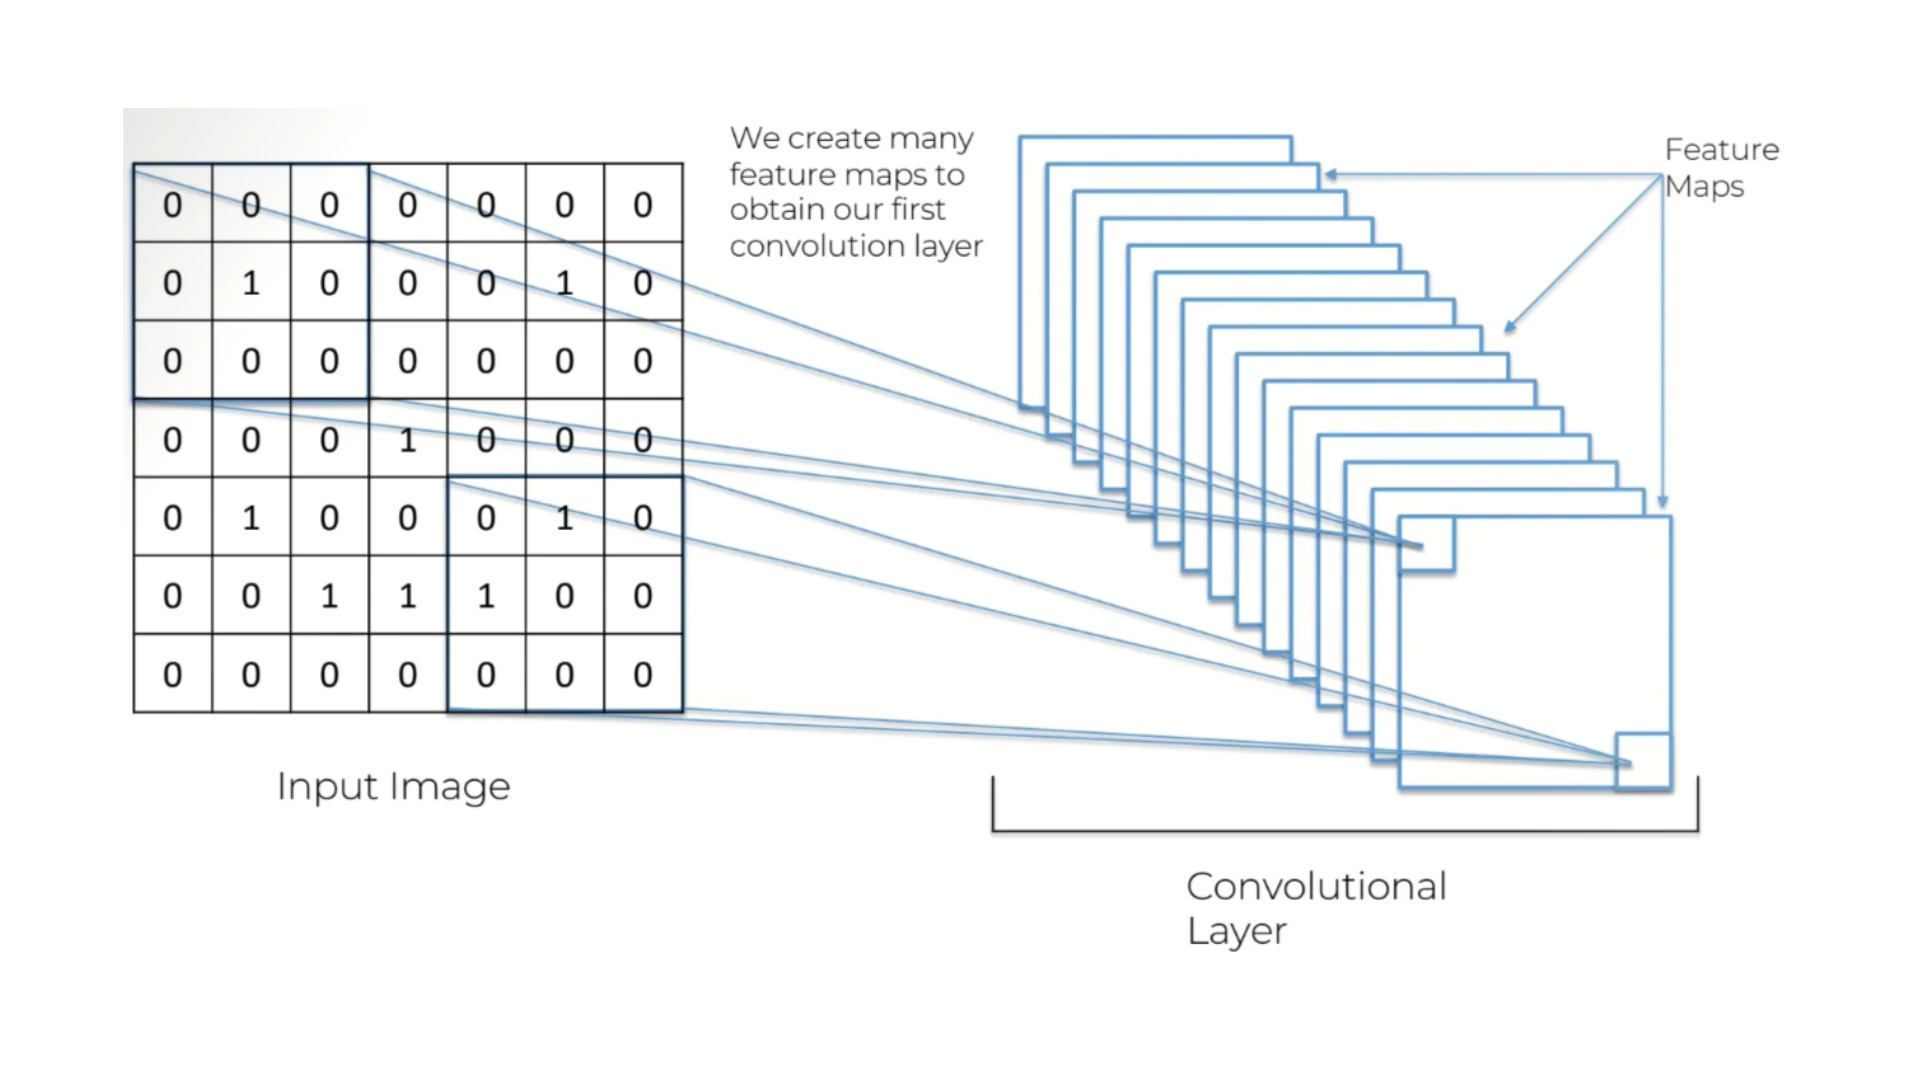 We create many
feature maps to
obtain our first
convolution layer
Feature
Maps
0 0 0 0 0 0 0
0 1 0 0 0 1 0
0 0 0 0 0 0 0
0 0 0 1 0 0 0
0 1 0 0 0 1 0
0 0 1 1 1 0 0
0 0 0 0 0 0 0
Input Image
Convolutional
Layer